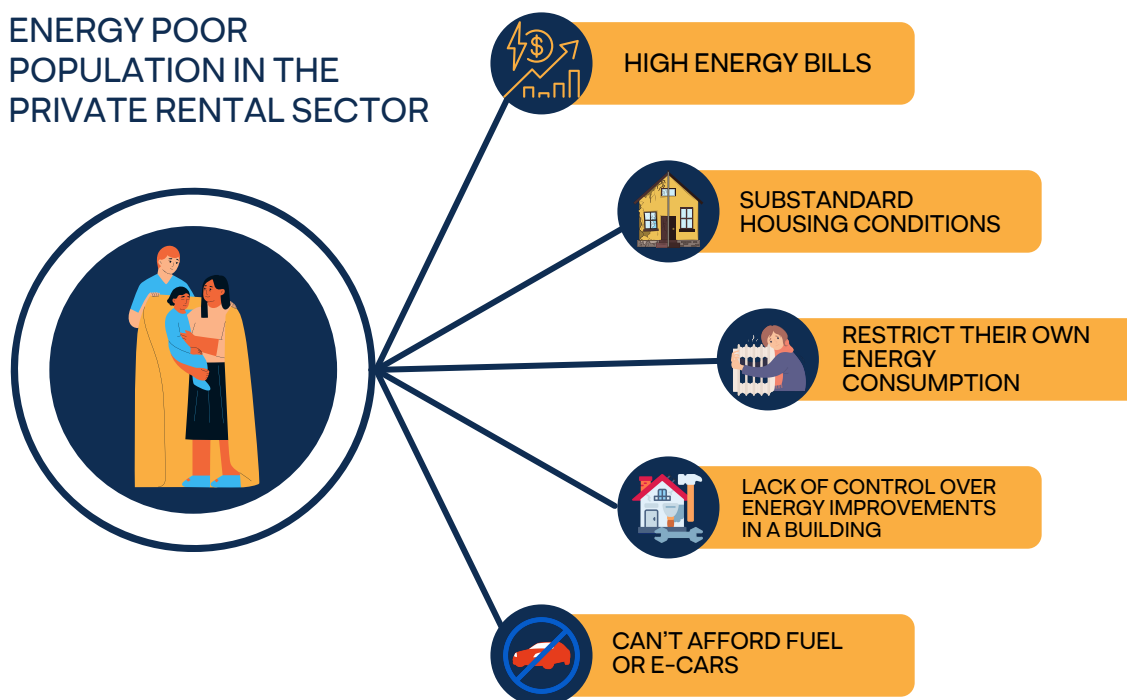 ENERGY POOR
POPULATION IN THE
PRIVATE RENTAL SECTOR
$
HIGH ENERGY BILLS
SUBSTANDARD
HOUSING CONDITIONS
RESTRICT THEIR OWN
ENERGY
CONSUMPTION
LACK OF CONTROL OVER
ENERGY IMPROVEMENTS
IN A BUILDING
CAN'T AFFORD FUEL
OR E-CARS